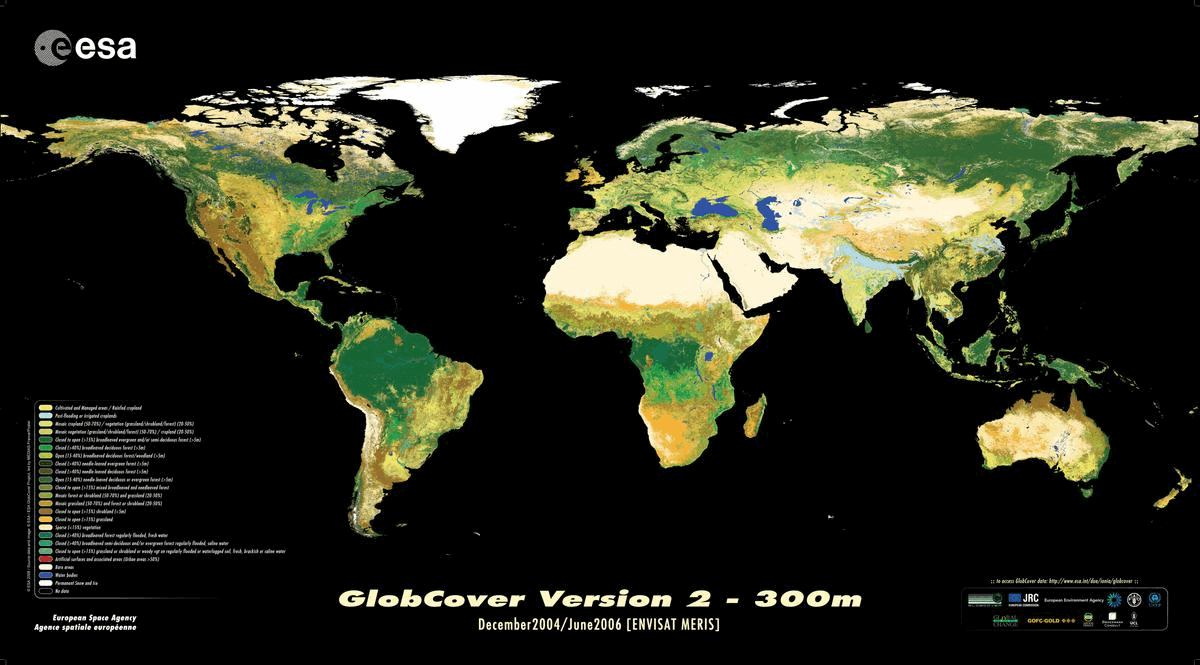 esa
Cultivated and Managed areas / Rainfed cropland
Post-flooding or irrigated croplands
Mosaic cropland (50-70%) / vegetation (grassland/shrubland/forest) (20-50%)
Mosaic vegetation (grassland/shrubland/forest) (50-70%) / cropland (20-50%)
Closed to open (>15%) broadleaved evergreen and/or semi-deciduous forest (>5m)
Closed (>40%) broadleaved deciduous forest (>5m)
Open (15-40%) broadleaved deciduous forest/woodland (>5m)
Closed (>40%) needle-leaved evergreen forest (>5m)
Closed (>40%) needle-leaved deciduous forest (>5m)
Open (15-40%) needle-leaved deciduous or evergreen forest (>5m)
Closed to open (>15%) mixed broadleaved and needleaved forest
Mosaic forest or shrubland (50-70%) and grassland (20-50%)
Mosaic grassland (50-70%) and forest or shrubland (20-50%)
Closed to open (>15%) shrubland (<5m)
Closed to open (>15%) grassland
Sparse (<15%) vegetation
Closed (>40%) broadleaved forest regularly flooded, fresh water
Closed (>40%) broadleaved semi-deciduous and/or evergreen forest regularly flooded, saline water
Closed to open (>15%) grassland or shrubland or woody vgt on regularly flooded or waterlogged soil, fresh, brackish or saline water
Artificial surfaces and associated areas (Urban areas >50%)
Bare areas
Water bodies
Permanent Snow and Ice
No data
European Space Agency
Agence spatiale européenne
GlobCover Version 2 - 300m
December2004/June2006 [ENVISAT MERIS]
:: to access GlobCover data: http://www.esa.int/due/ionia/globcover ::
JRC
EUROPEAN COMMISSION
European Environment Agency
UNEP
GLOBAL
CHANGE
GOFC-GOLD
UCL